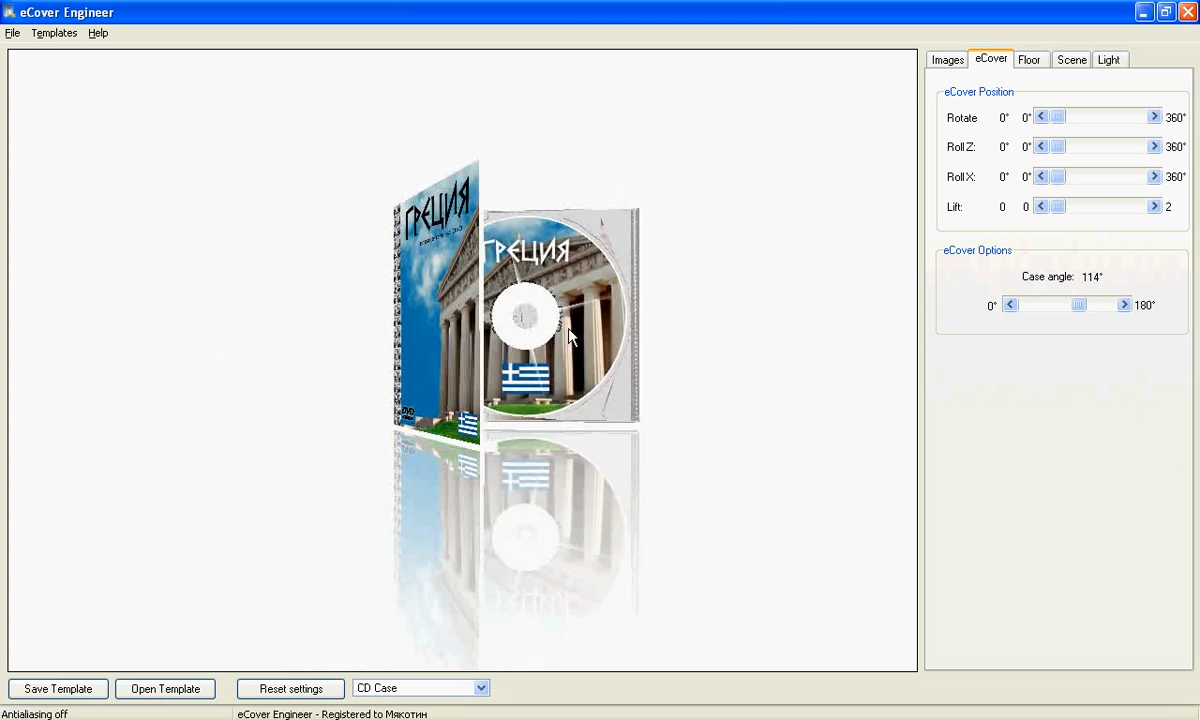 eCover Engineer
File Templates Help
Images eCover Floor Scene Light
eCover Position
Rotate 0° 0° 360°
Roll Z: 0° 0° 360°
Roll X: 0° 0° 360°
Lift: 0 0 2
eCover Options
Case angle: 114°
0° 180°
ГРЕЦИЯ
ГРЕЦИЯ
DVD
Save Template Open Template Reset settings CD Case
Antialiasing off eCover Engineer - Registered to Мякотин